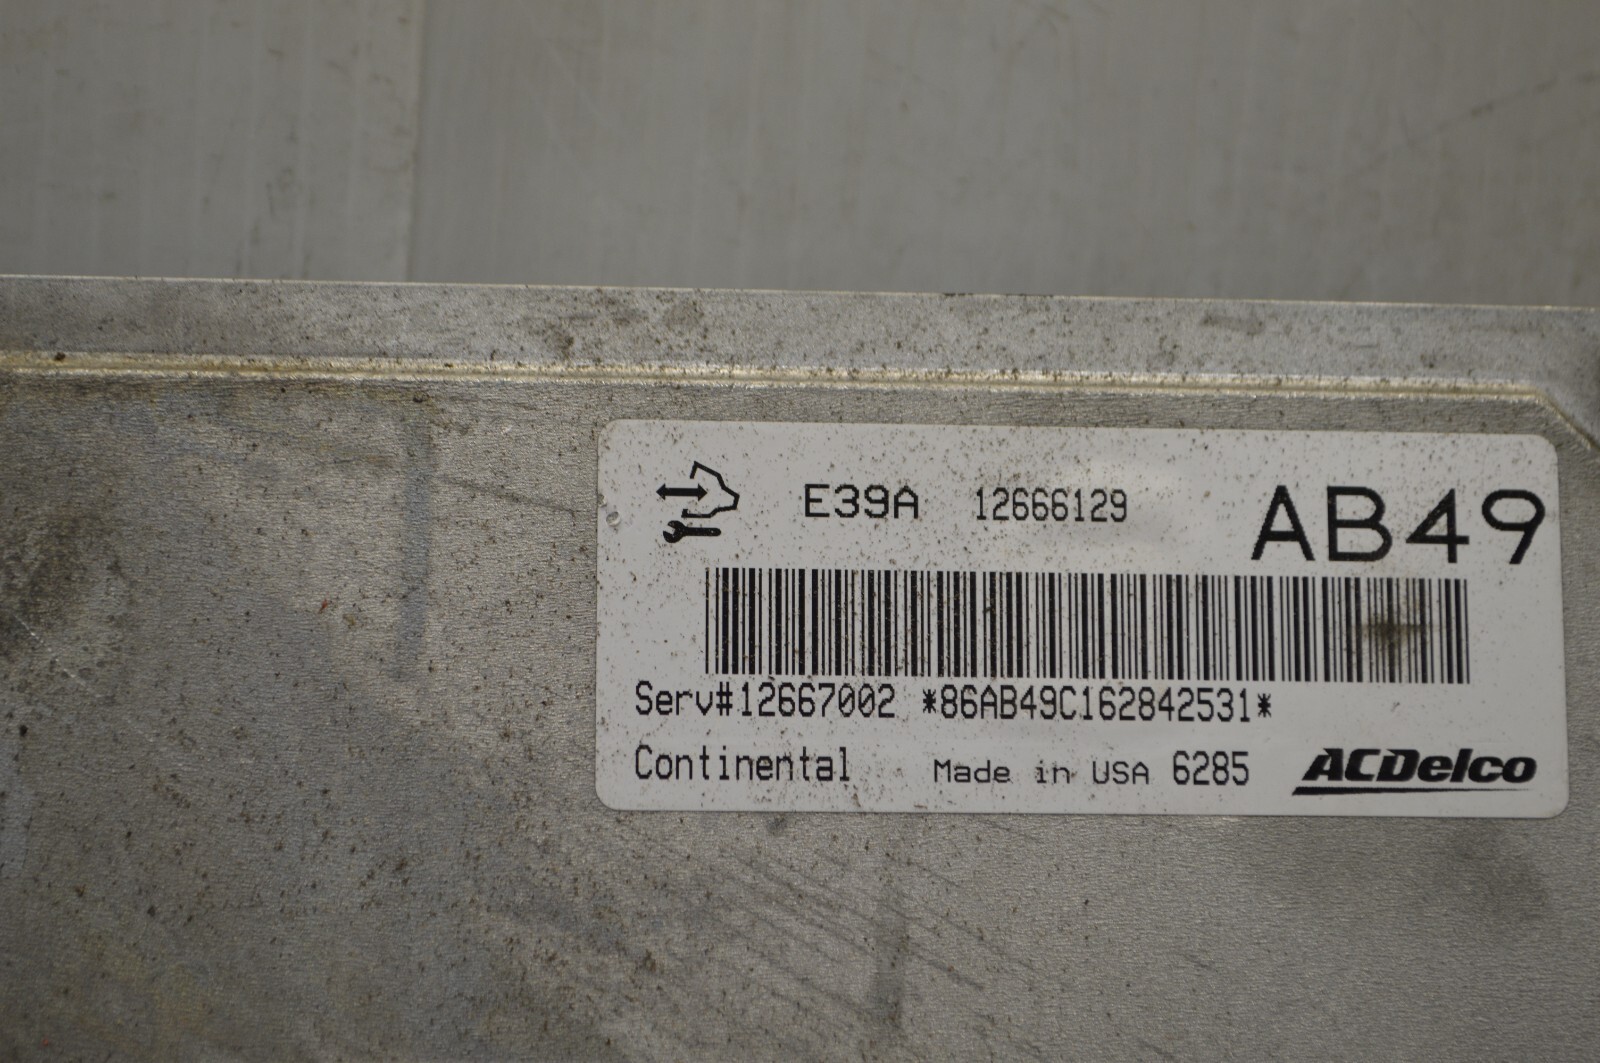 E39A 12666129 AB49
Serv#12667002 *86AB49C162842531*
Continental Made in USA 6285 ACDelco